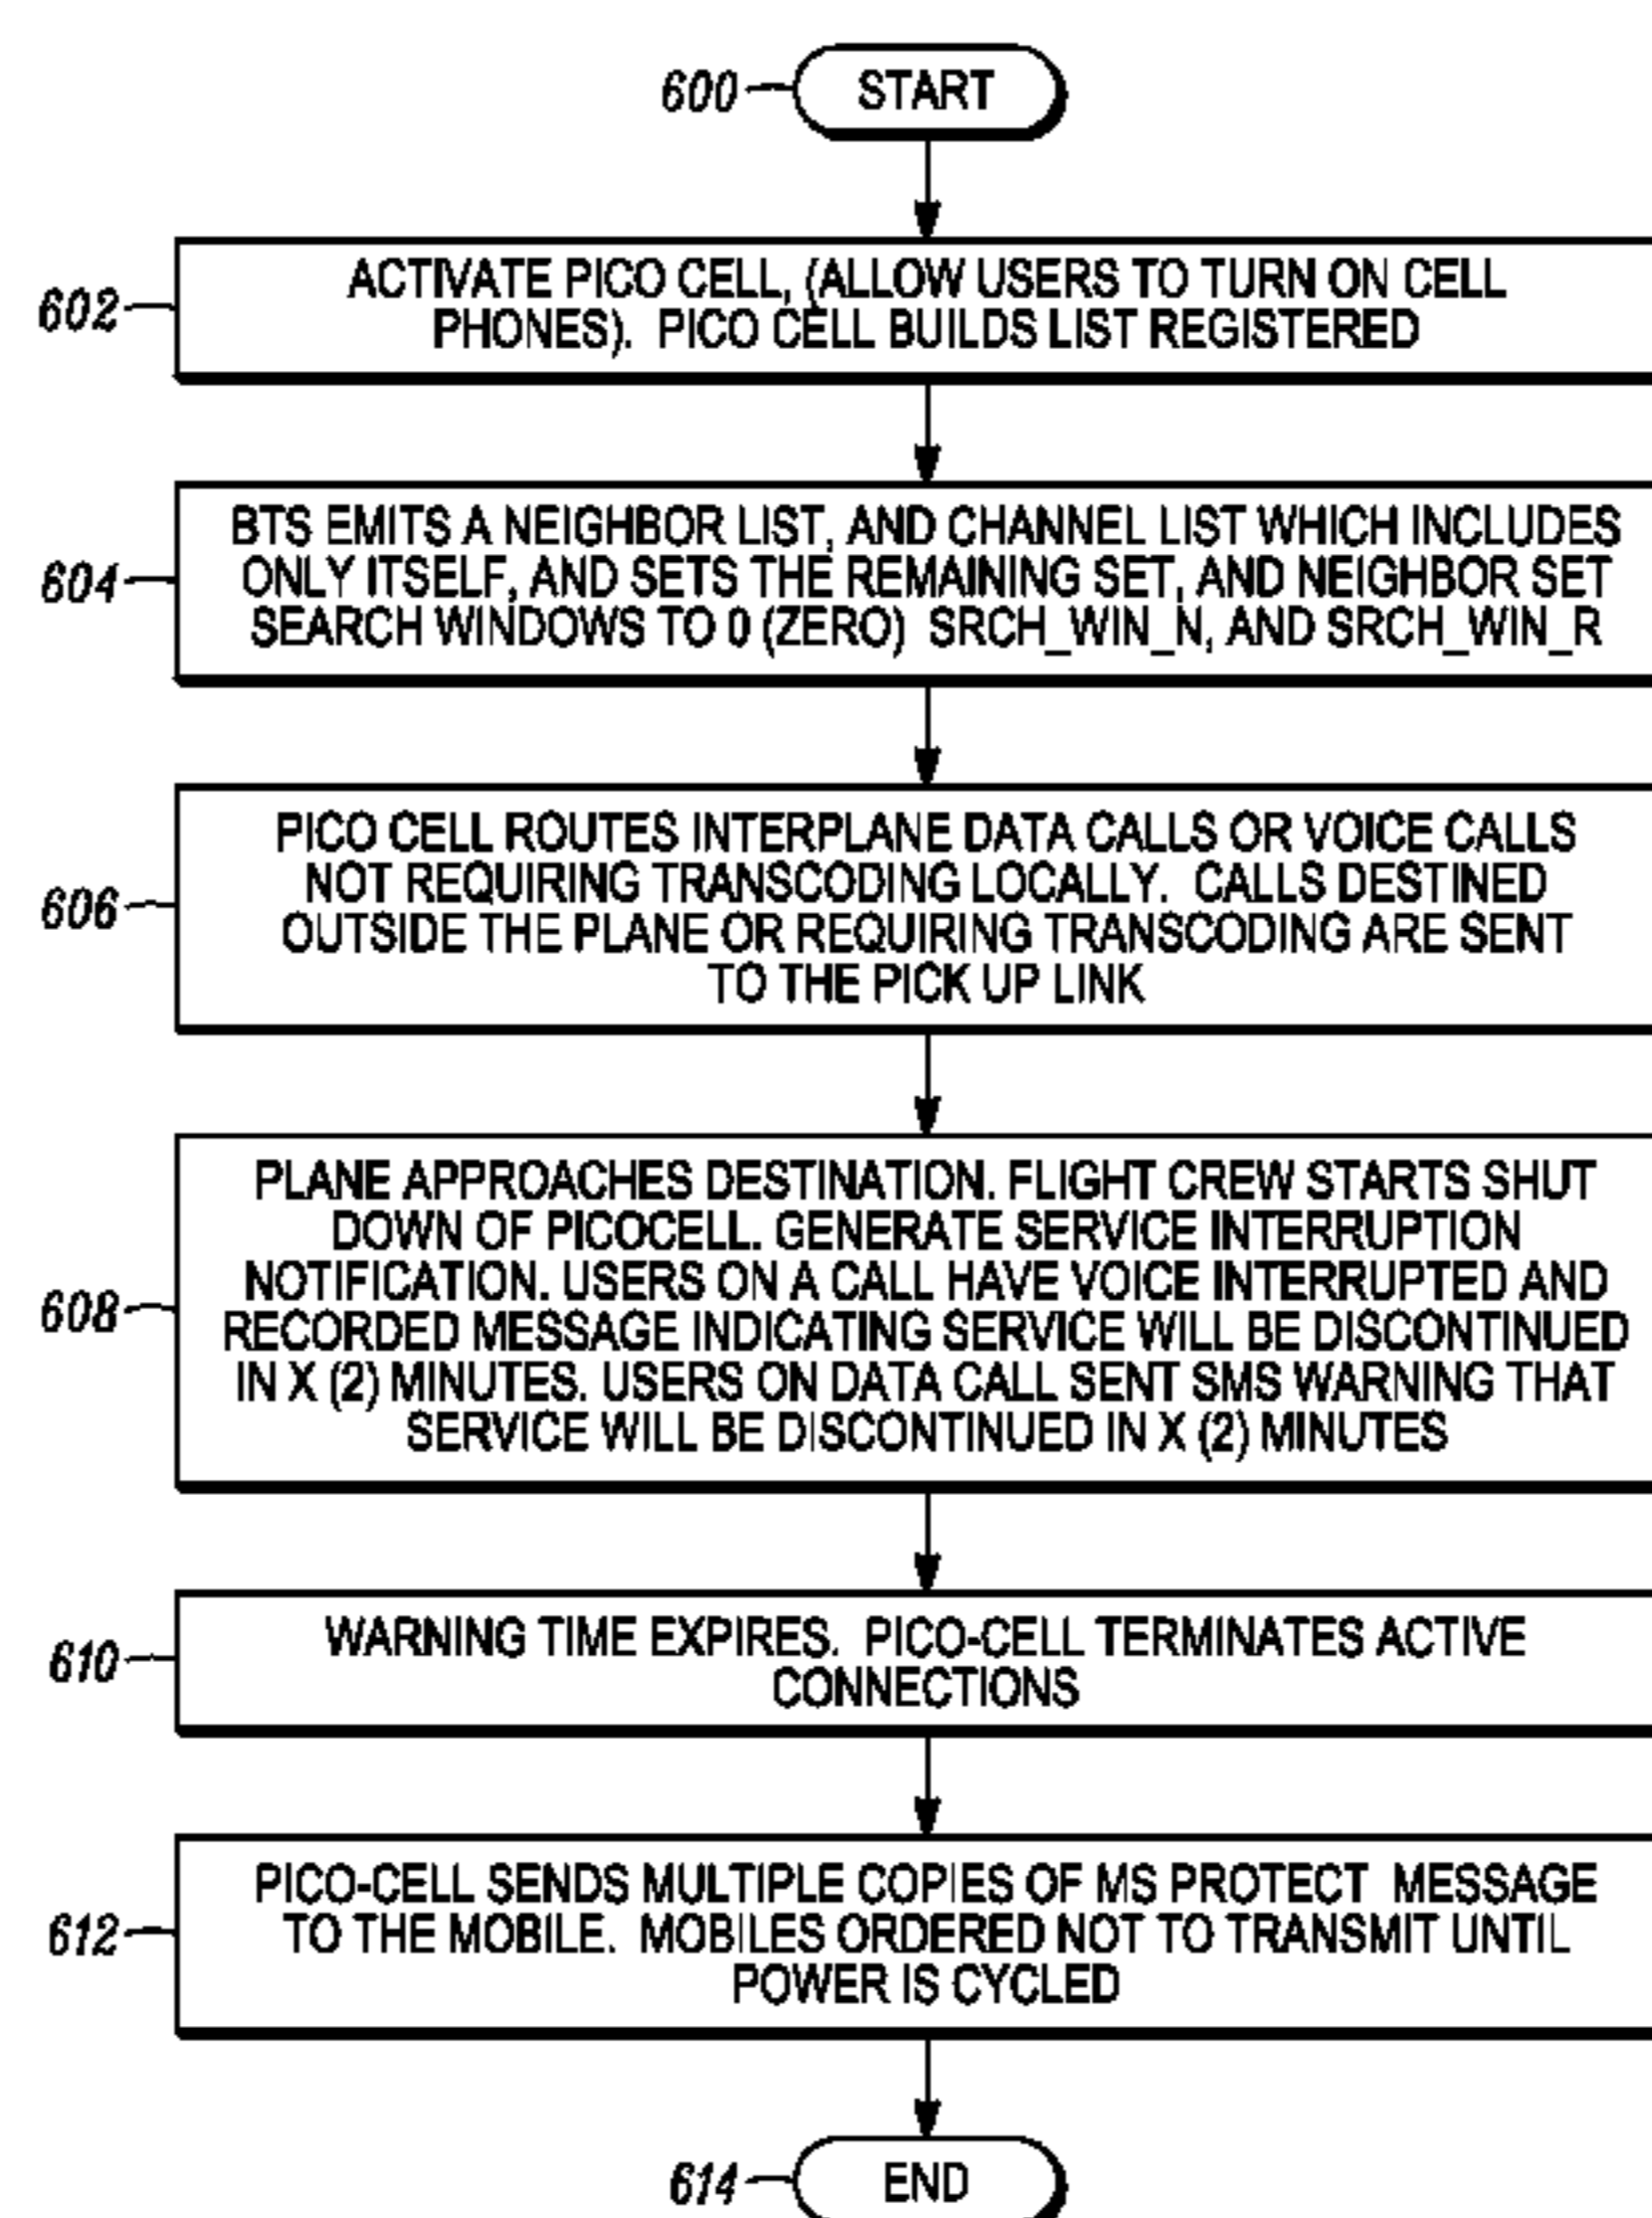 600
START
602
ACTIVATE PICO CELL, (ALLOW USERS TO TURN ON CELL
PHONES). PICO CELL BUILDS LIST REGISTERED
604
BTS EMITS A NEIGHBOR LIST, AND CHANNEL LIST WHICH INCLUDES
ONLY ITSELF, AND SETS THE REMAINING SET, AND NEIGHBOR SET
SEARCH WINDOWS TO 0 (ZERO) SRCH_WIN_N, AND SRCH_WIN_R
606
PICO CELL ROUTES INTERPLANE DATA CALLS OR VOICE CALLS
NOT REQUIRING TRANSCODING LOCALLY. CALLS DESTINED
OUTSIDE THE PLANE OR REQUIRING TRANSCODING ARE SENT
TO THE PICK UP LINK
608
PLANE APPROACHES DESTINATION. FLIGHT CREW STARTS SHUT
DOWN OF PICOCELL. GENERATE SERVICE INTERRUPTION
NOTIFICATION. USERS ON A CALL HAVE VOICE INTERRUPTED AND
RECORDED MESSAGE INDICATING SERVICE WILL BE DISCONTINUED
IN X (2) MINUTES. USERS ON DATA CALL SENT SMS WARNING THAT
SERVICE WILL BE DISCONTINUED IN X (2) MINUTES
610
WARNING TIME EXPIRES. PICO-CELL TERMINATES ACTIVE
CONNECTIONS
612
PICO-CELL SENDS MULTIPLE COPIES OF MS PROTECT MESSAGE
TO THE MOBILE. MOBILES ORDERED NOT TO TRANSMIT UNTIL
POWER IS CYCLED
614
END